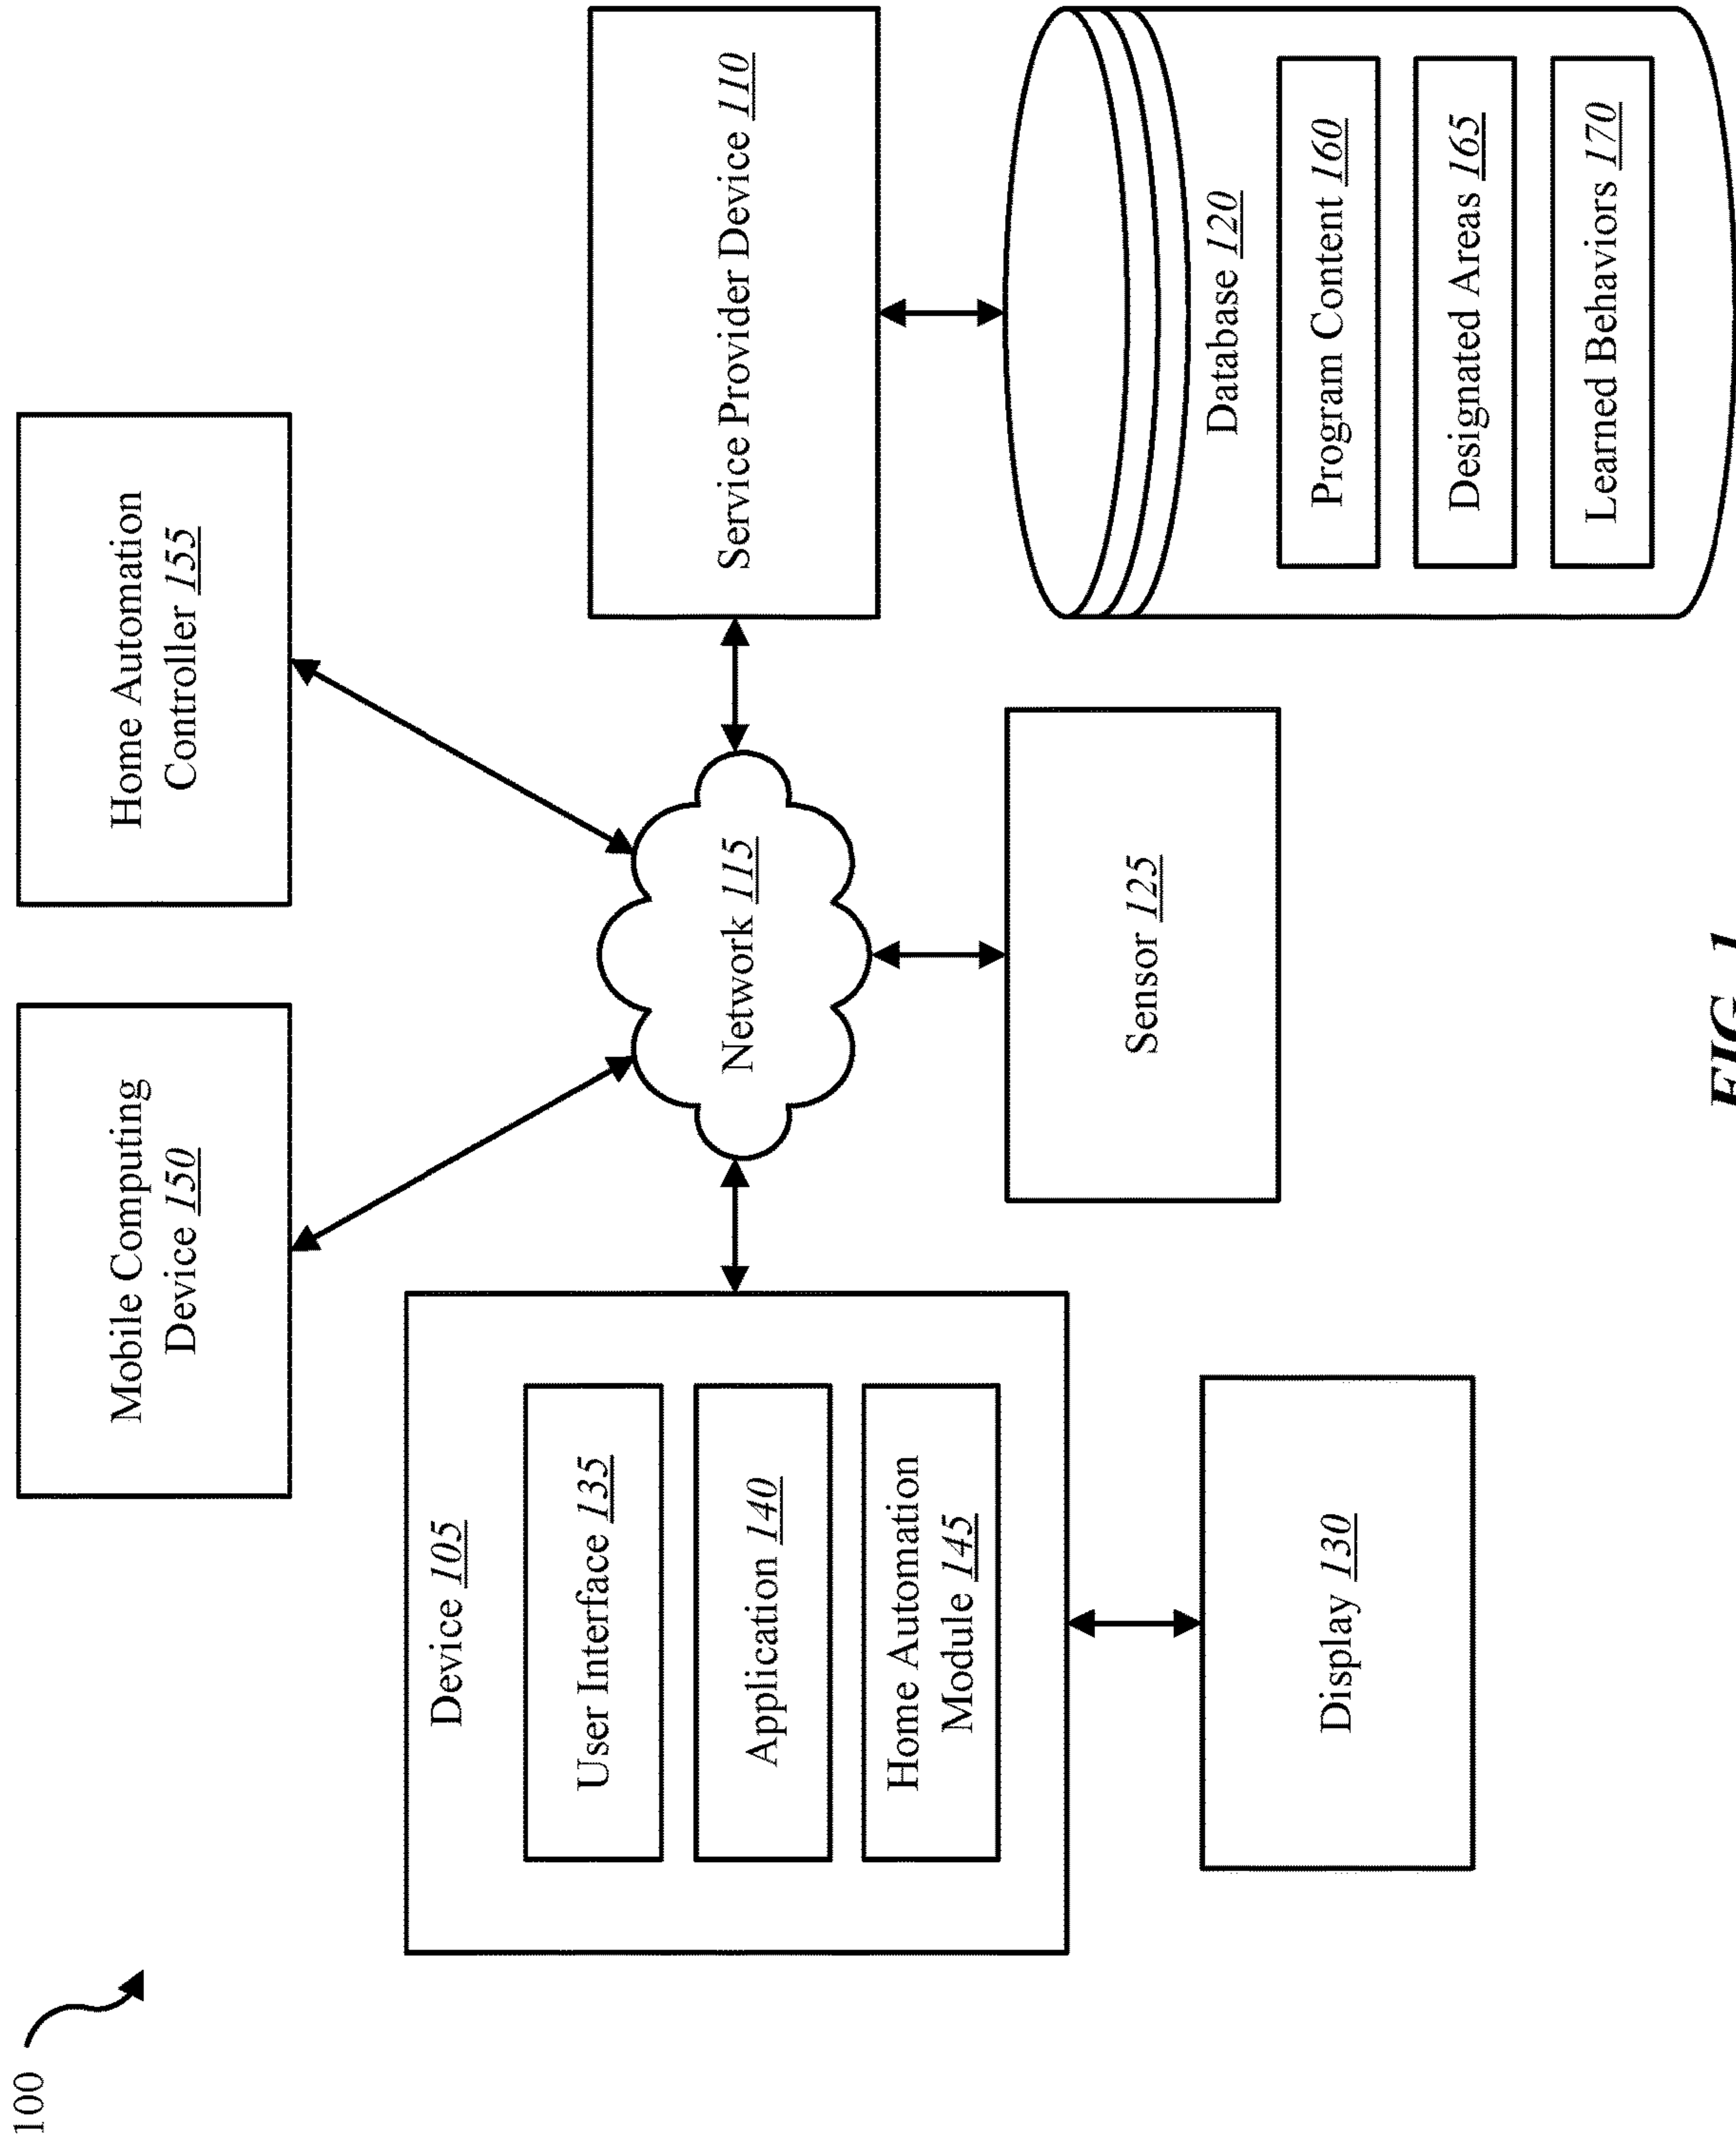 100
Mobile Computing
Device 150
Home Automation
Controller 155
Device 105
User Interface 135
Application 140
Home Automation
Module 145
Network 115
Service Provider Device 110
Display 130
Sensor 125
Database 120
Program Content 160
Designated Areas 165
Learned Behaviors 170
FIG. 1